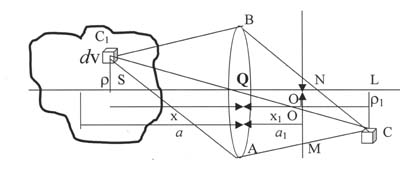 B
C₁
dv
ρ S Q N L
O ρ₁
x x₁ O C
a a₁
A M